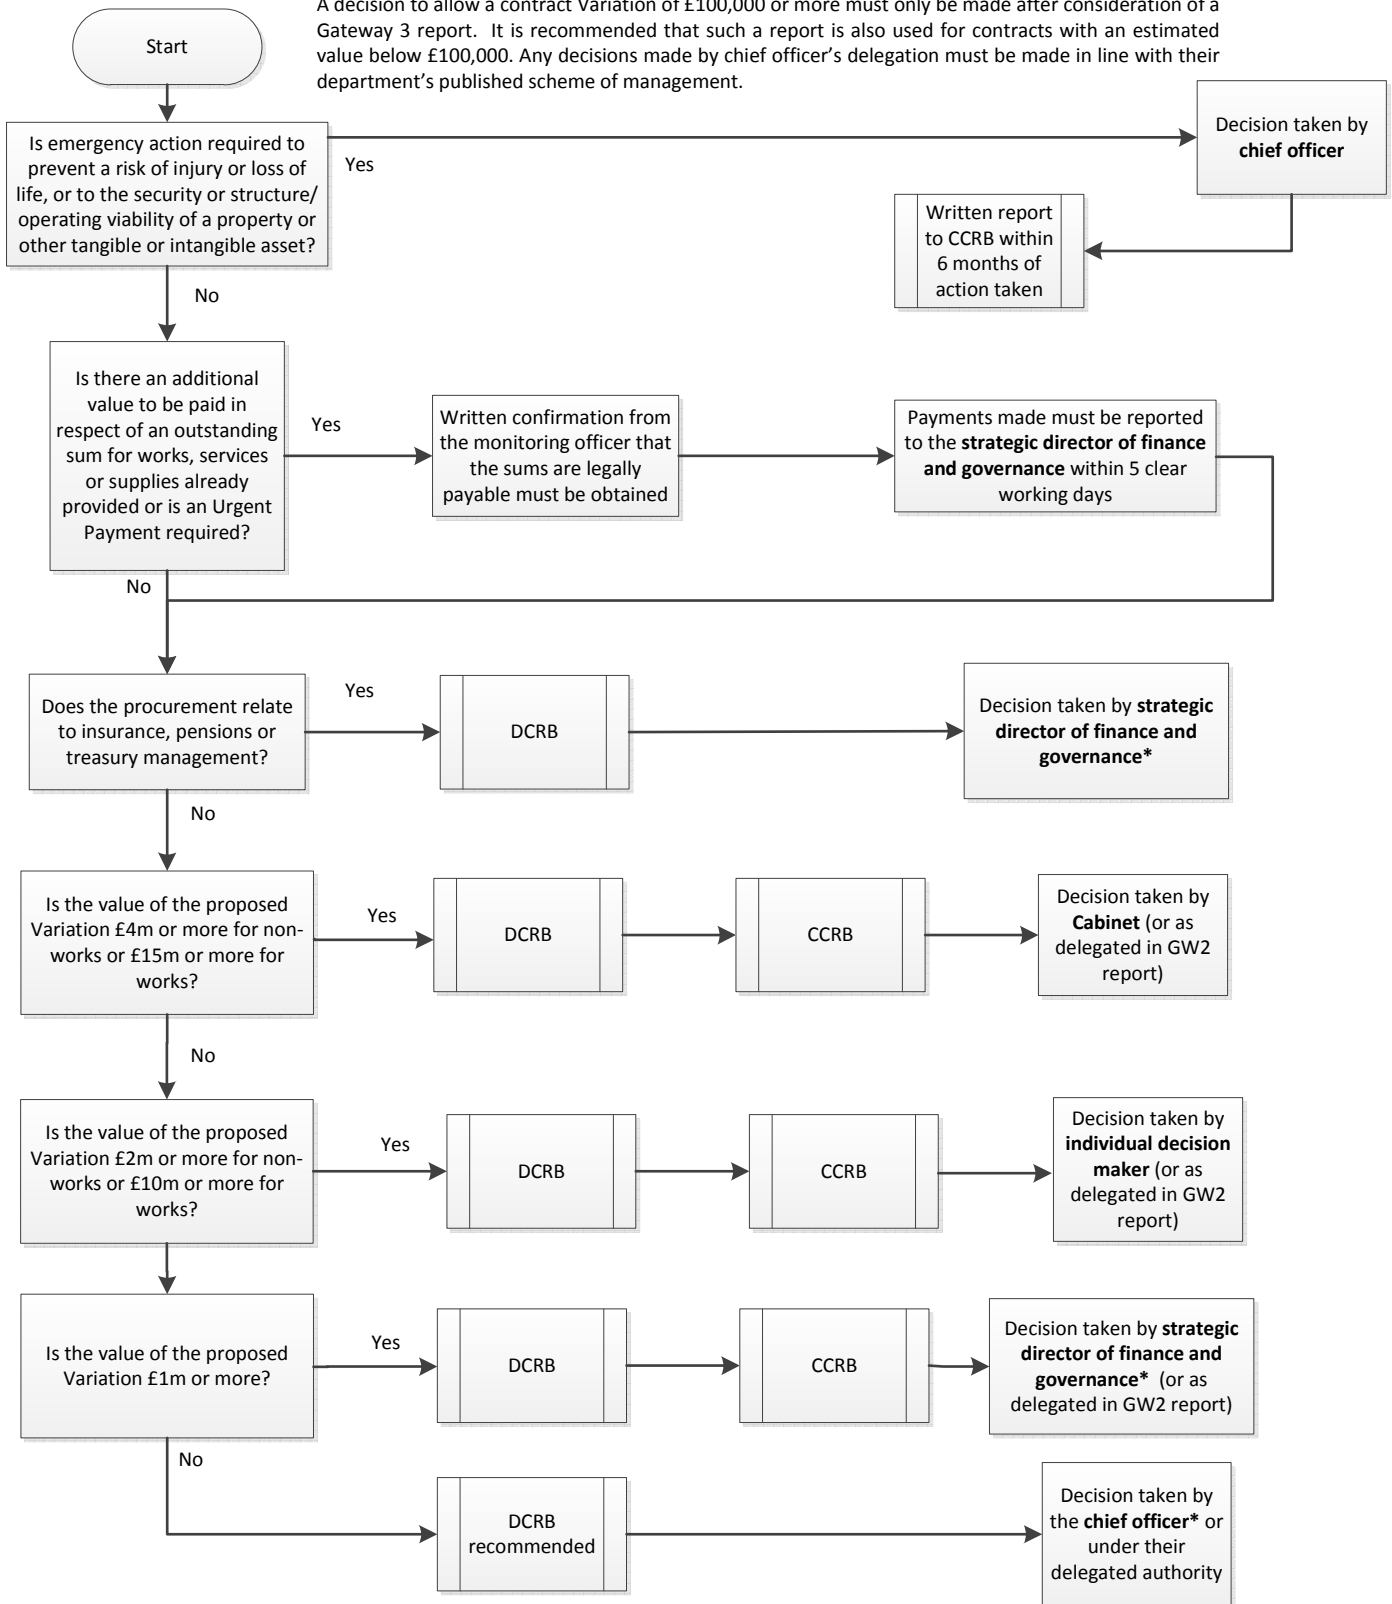 A decision to allow a contract Variation of £100,000 or more must only be made after consideration of a
Gateway 3 report. It is recommended that such a report is also used for contracts with an estimated
value below £100,000. Any decisions made by chief officer's delegation must be made in line with their
department's published scheme of management.
Start
Is emergency action required to
prevent a risk of injury or loss of
life, or to the security or structure/
operating viability of a property or
other tangible or intangible asset?
Yes
Decision taken by
chief officer
Written report
to CCRB within
6 months of
action taken
No
Is there an additional
value to be paid in
respect of an outstanding
sum for works, services
or supplies already
provided or is an Urgent
Payment required?
Yes
Written confirmation from
the monitoring officer that
the sums are legally
payable must be obtained
Payments made must be reported
to the strategic director of finance
and governance within 5 clear
working days
No
Does the procurement relate
to insurance, pensions or
treasury management?
Yes
DCRB
Decision taken by strategic
director of finance and
governance*
No
Is the value of the proposed
Variation £4m or more for non-
works or £15m or more for
works?
Yes
DCRB
CCRB
Decision taken by
Cabinet (or as
delegated in GW2
report)
No
Is the value of the proposed
Variation £2m or more for non-
works or £10m or more for
works?
Yes
DCRB
CCRB
Decision taken by
individual decision
maker (or as
delegated in GW2
report)
Is the value of the proposed
Variation £1m or more?
Yes
DCRB
CCRB
Decision taken by strategic
director of finance and
governance* (or as
delegated in GW2 report)
No
DCRB
recommended
Decision taken by
the chief officer* or
under their
delegated authority